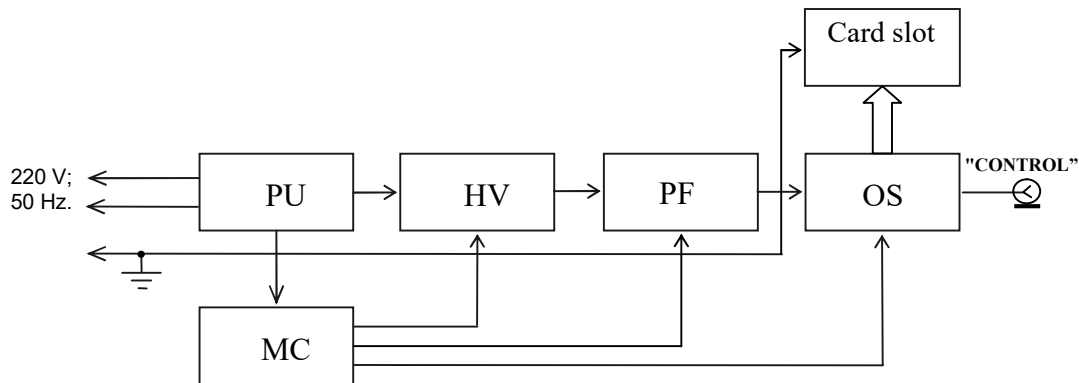 Card slot
220 V;
50 Hz.
PU
HV
PF
OS
"CONTROL”
MC